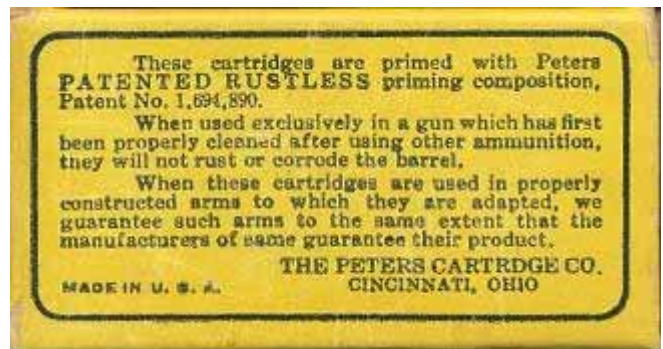 These cartridges are primed with Peters
PATENTED RUSTLESS priming composition,
Patent No. 1,694,890.
When used exclusively in a gun which has first
been properly cleaned after using other ammunition,
they will not rust or corrode the barrel.
When these cartridges are used in properly
constructed arms to which they are adapted, we
guarantee such arms to the same extent that the
manufacturers of same guarantee their product.
THE PETERS CARTRDGE CO.
MADE IN U. S. A. CINCINNATI, OHIO